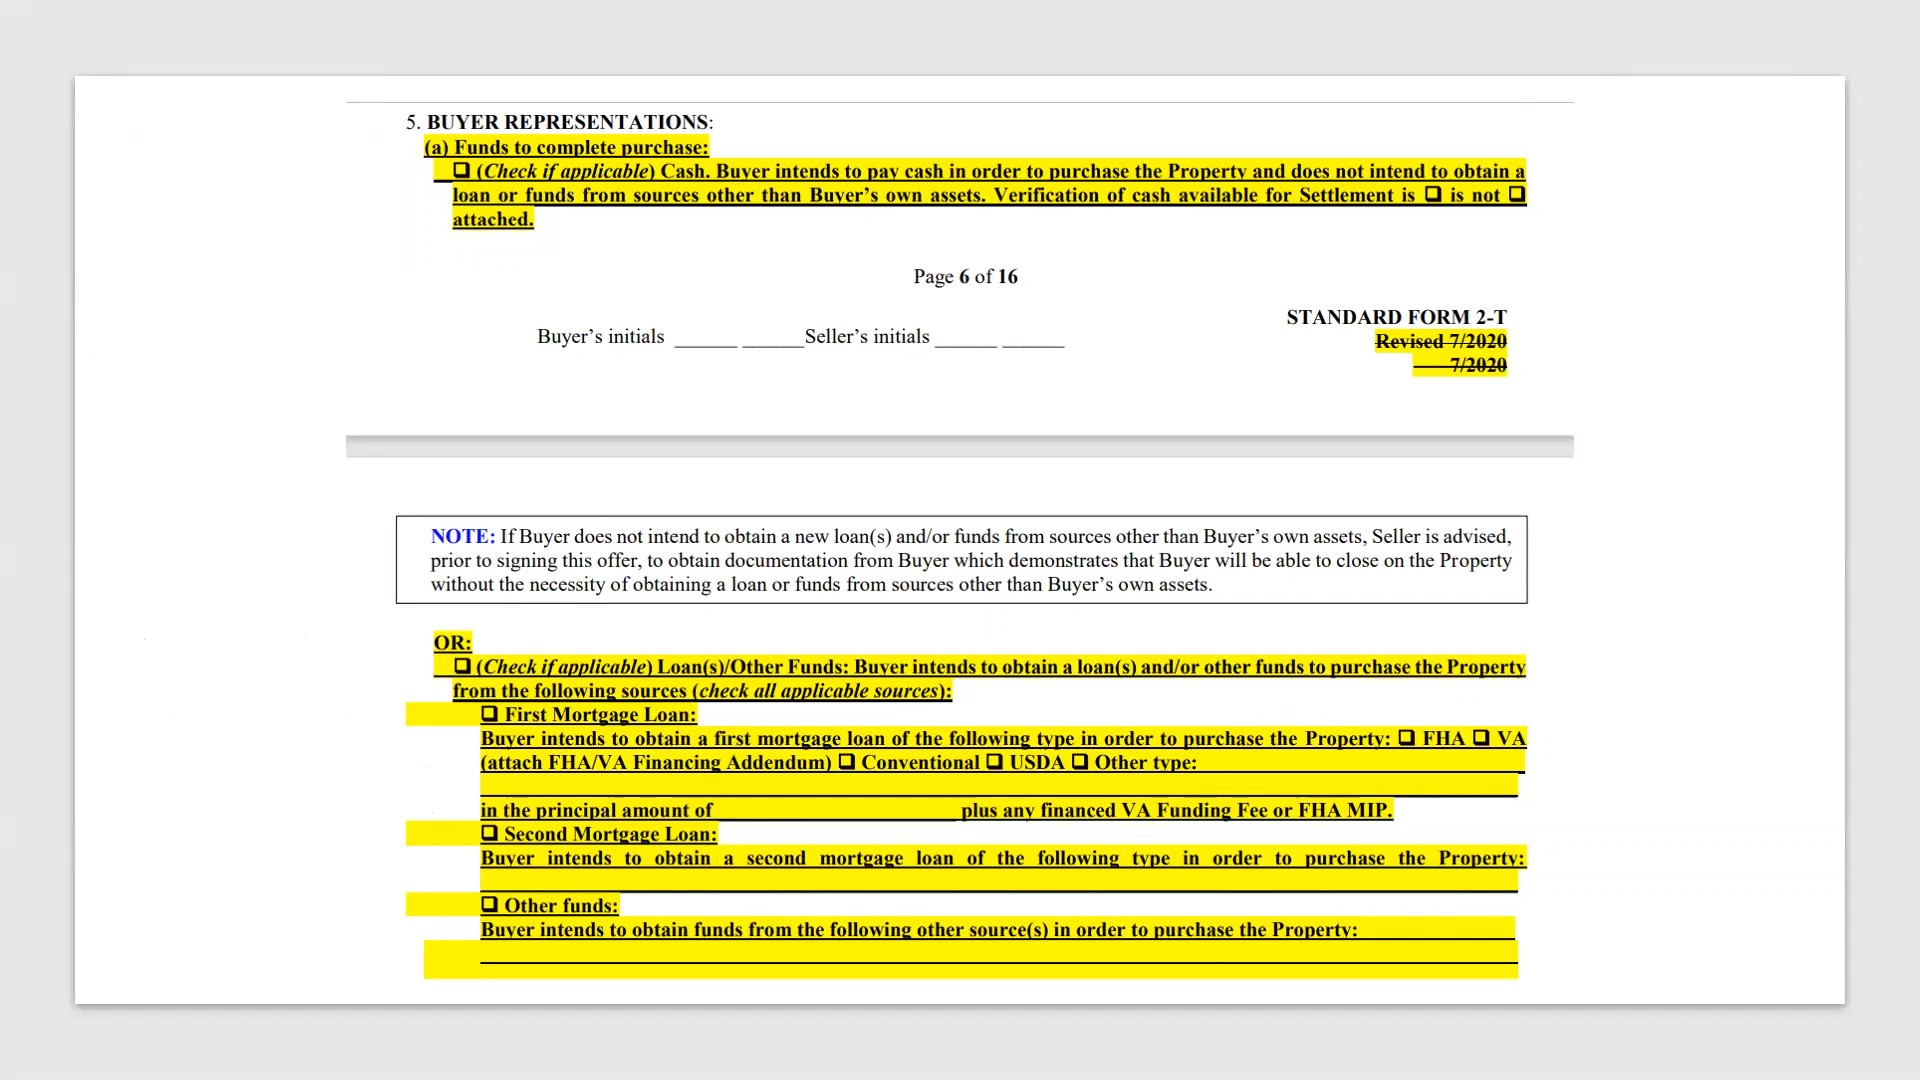 5. BUYER REPRESENTATIONS:
(a) Funds to complete purchase:
❑ (Check if applicable) Cash. Buyer intends to pay cash in order to purchase the Property and does not intend to obtain a
loan or funds from sources other than Buyer’s own assets. Verification of cash available for Settlement is ❑ is not ❑
attached.
Page 6 of 16
STANDARD FORM 2-T
Buyer’s initials ______ ______Seller’s initials ______ ______
Revised 7/2020
7/2020
NOTE: If Buyer does not intend to obtain a new loan(s) and/or funds from sources other than Buyer’s own assets, Seller is advised,
prior to signing this offer, to obtain documentation from Buyer which demonstrates that Buyer will be able to close on the Property
without the necessity of obtaining a loan or funds from sources other than Buyer’s own assets.
OR:
❑ (Check if applicable) Loan(s)/Other Funds: Buyer intends to obtain a loan(s) and/or other funds to purchase the Property
from the following sources (check all applicable sources):
❑ First Mortgage Loan:
Buyer intends to obtain a first mortgage loan of the following type in order to purchase the Property: ❑ FHA ❑ VA
(attach FHA/VA Financing Addendum) ❑ Conventional ❑ USDA ❑ Other type:
in the principal amount of ______________________ plus any financed VA Funding Fee or FHA MIP.
❑ Second Mortgage Loan:
Buyer intends to obtain a second mortgage loan of the following type in order to purchase the Property:
❑ Other funds:
Buyer intends to obtain funds from the following other source(s) in order to purchase the Property: